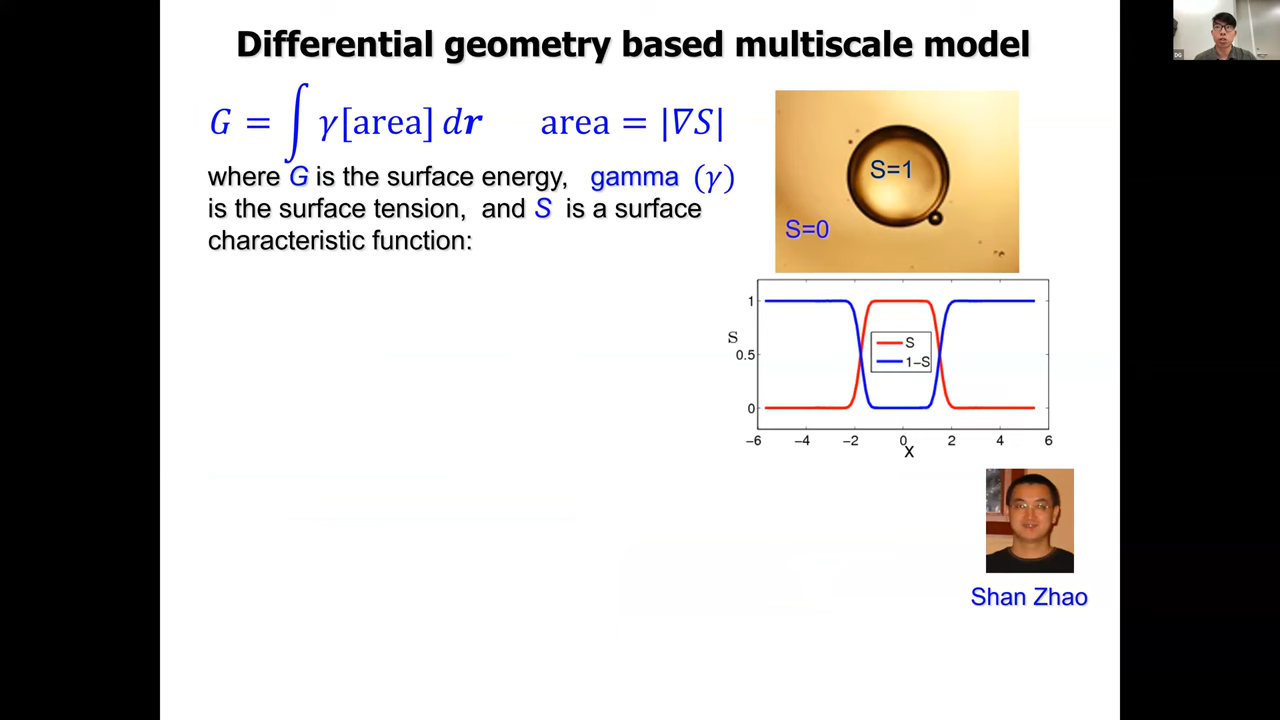 Differential geometry based multiscale model
G = ∫ γ[area] d𝒓 area = |∇S|
where G is the surface energy, gamma (γ)
is the surface tension, and S is a surface
characteristic function:
S=1
S=0
S
1
0.5
0
S
1−S
−6 −4 −2 0 2 4 6
X
Shan Zhao
DG